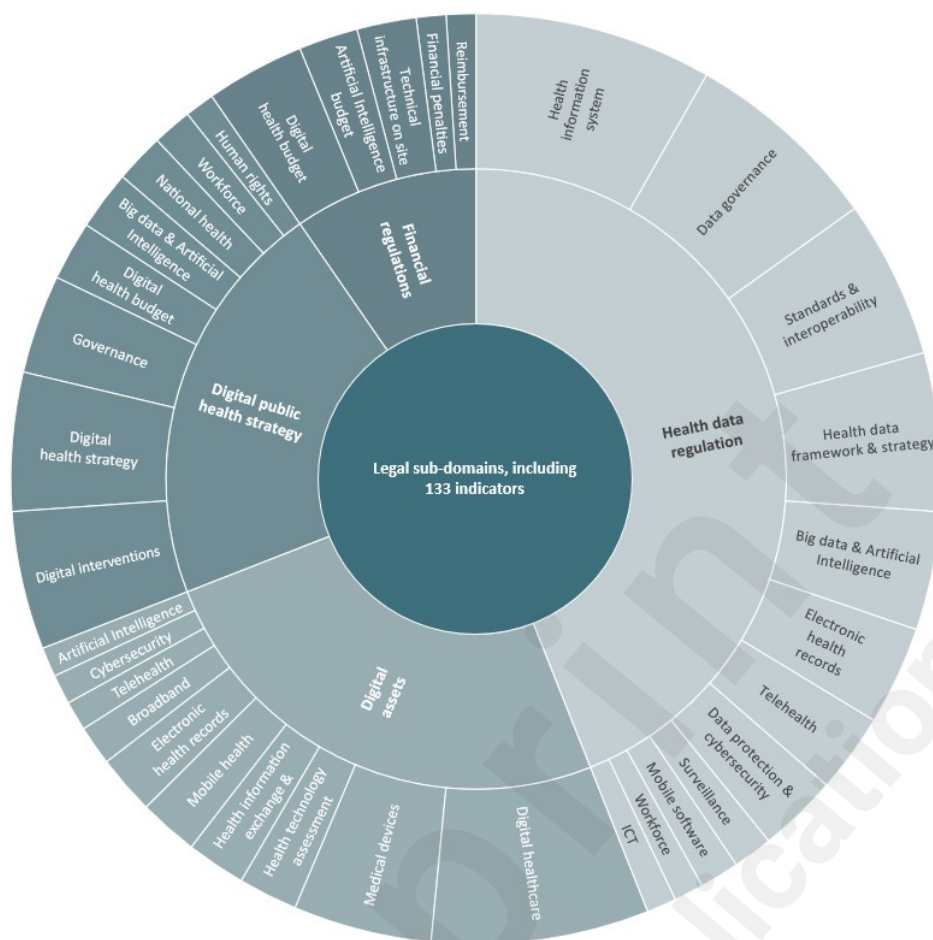 Legal sub-domains, including
133 indicators
Health data
regulation
Health
information
system
Data governance
Standards &
interoperability
Health data
framework & strategy
Big data & Artificial
Intelligence
Electronic
health
records
Telehealth
Data protection &
cybersecurity
Surveillance
Mobile software
Workforce
ICT
Digital
assets
Digital healthcare
Medical devices
Health technology
assessment
Health information
exchange &
Mobile health
Electronic
health records
Broadband
Telehealth
Cybersecurity
Artificial Intelligence
Digital public
health strategy
Digital interventions
Digital
health strategy
Governance
Digital
health budget
Big data & Artificial
Intelligence
National health
Workforce
Human rights
Financial
regulations
Digital
health budget
Artificial Intelligence
budget
Technical
infrastructure on site
Financial penalties
Reimbursement
print
lication